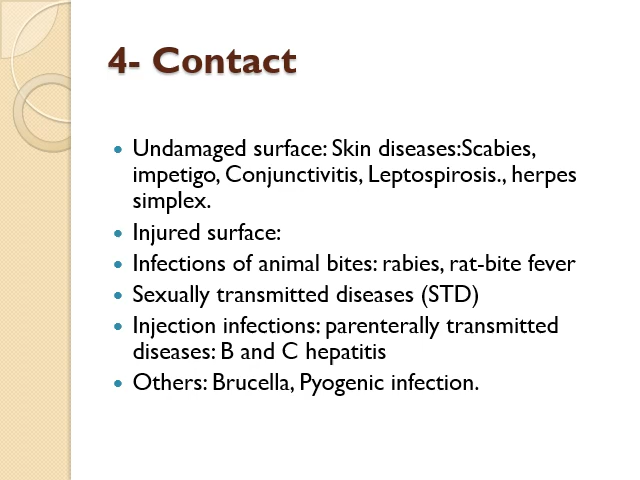 4- Contact
• Undamaged surface: Skin diseases:Scabies,
impetigo, Conjunctivitis, Leptospirosis., herpes
simplex.
• Injured surface:
• Infections of animal bites: rabies, rat-bite fever
• Sexually transmitted diseases (STD)
• Injection infections: parenterally transmitted
diseases: B and C hepatitis
• Others: Brucella, Pyogenic infection.